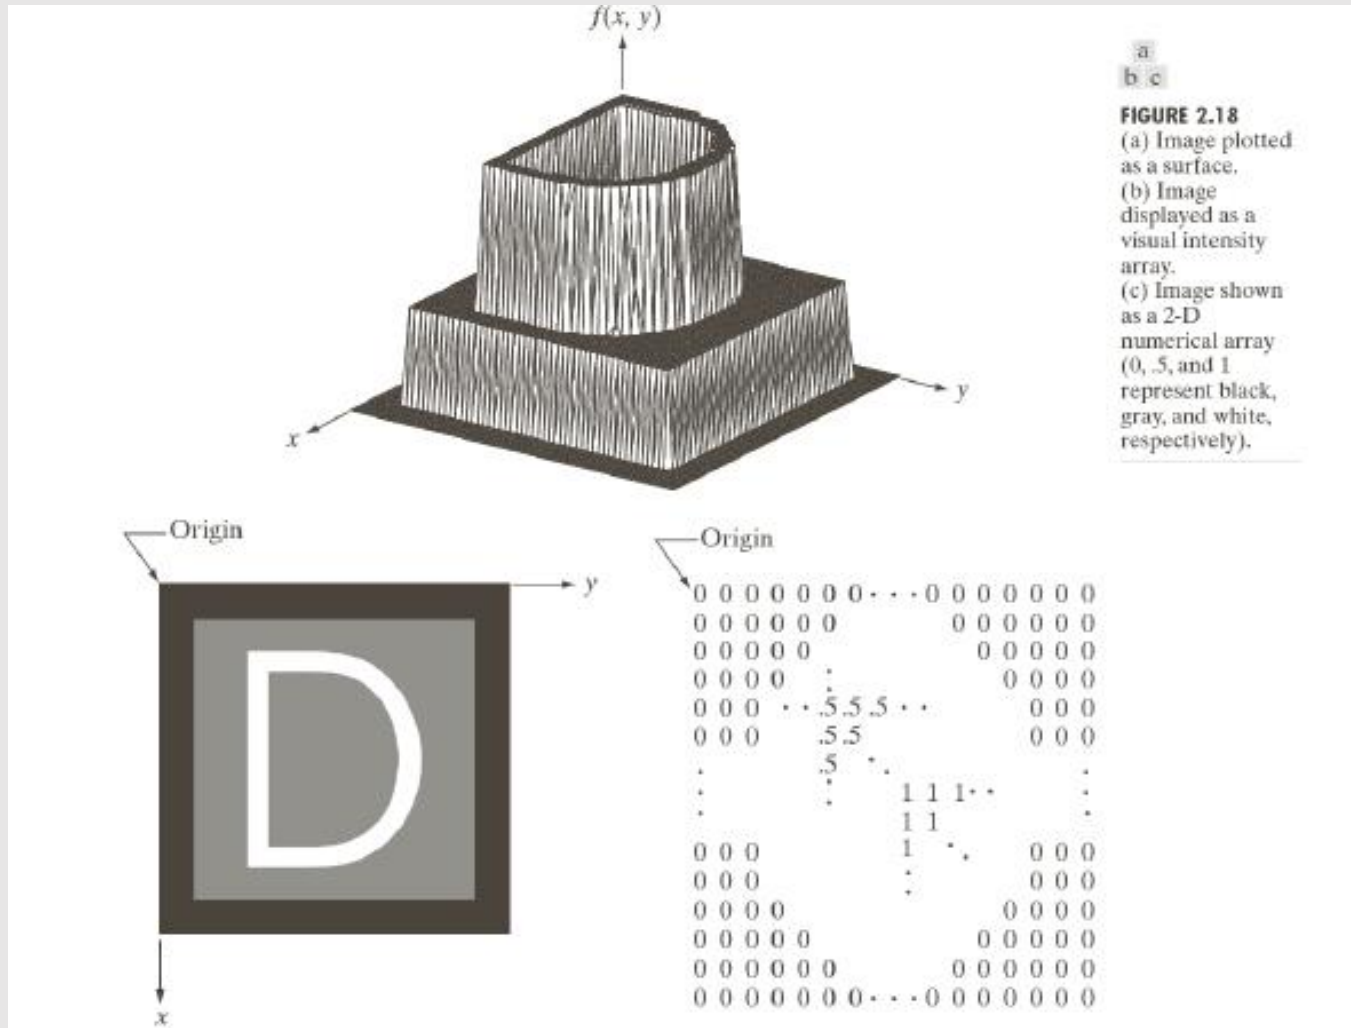 f(x, y)
x
y
a
b c
FIGURE 2.18
(a) Image plotted
as a surface.
(b) Image
displayed as a
visual intensity
array.
(c) Image shown
as a 2-D
numerical array
(0, .5, and 1
represent black,
gray, and white,
respectively).
Origin
y
D
x
Origin
0 0 0 0 0 0 0 · · · 0 0 0 0 0 0 0
0 0 0 0 0 0 0 0 0 0 0 0
0 0 0 0 0 0 0 0 0 0
0 0 0 0 0 0 0 0
0 0 0 · · .5 .5 .5 · · 0 0 0
0 0 0 .5 .5 0 0 0
.5
1 1 1 · ·
1 1
0 0 0 1 0 0 0
0 0 0 0 0 0
0 0 0 0 0 0 0 0
0 0 0 0 0 0 0 0 0 0
0 0 0 0 0 0 0 0 0 0 0 0
0 0 0 0 0 0 0 · · · 0 0 0 0 0 0 0